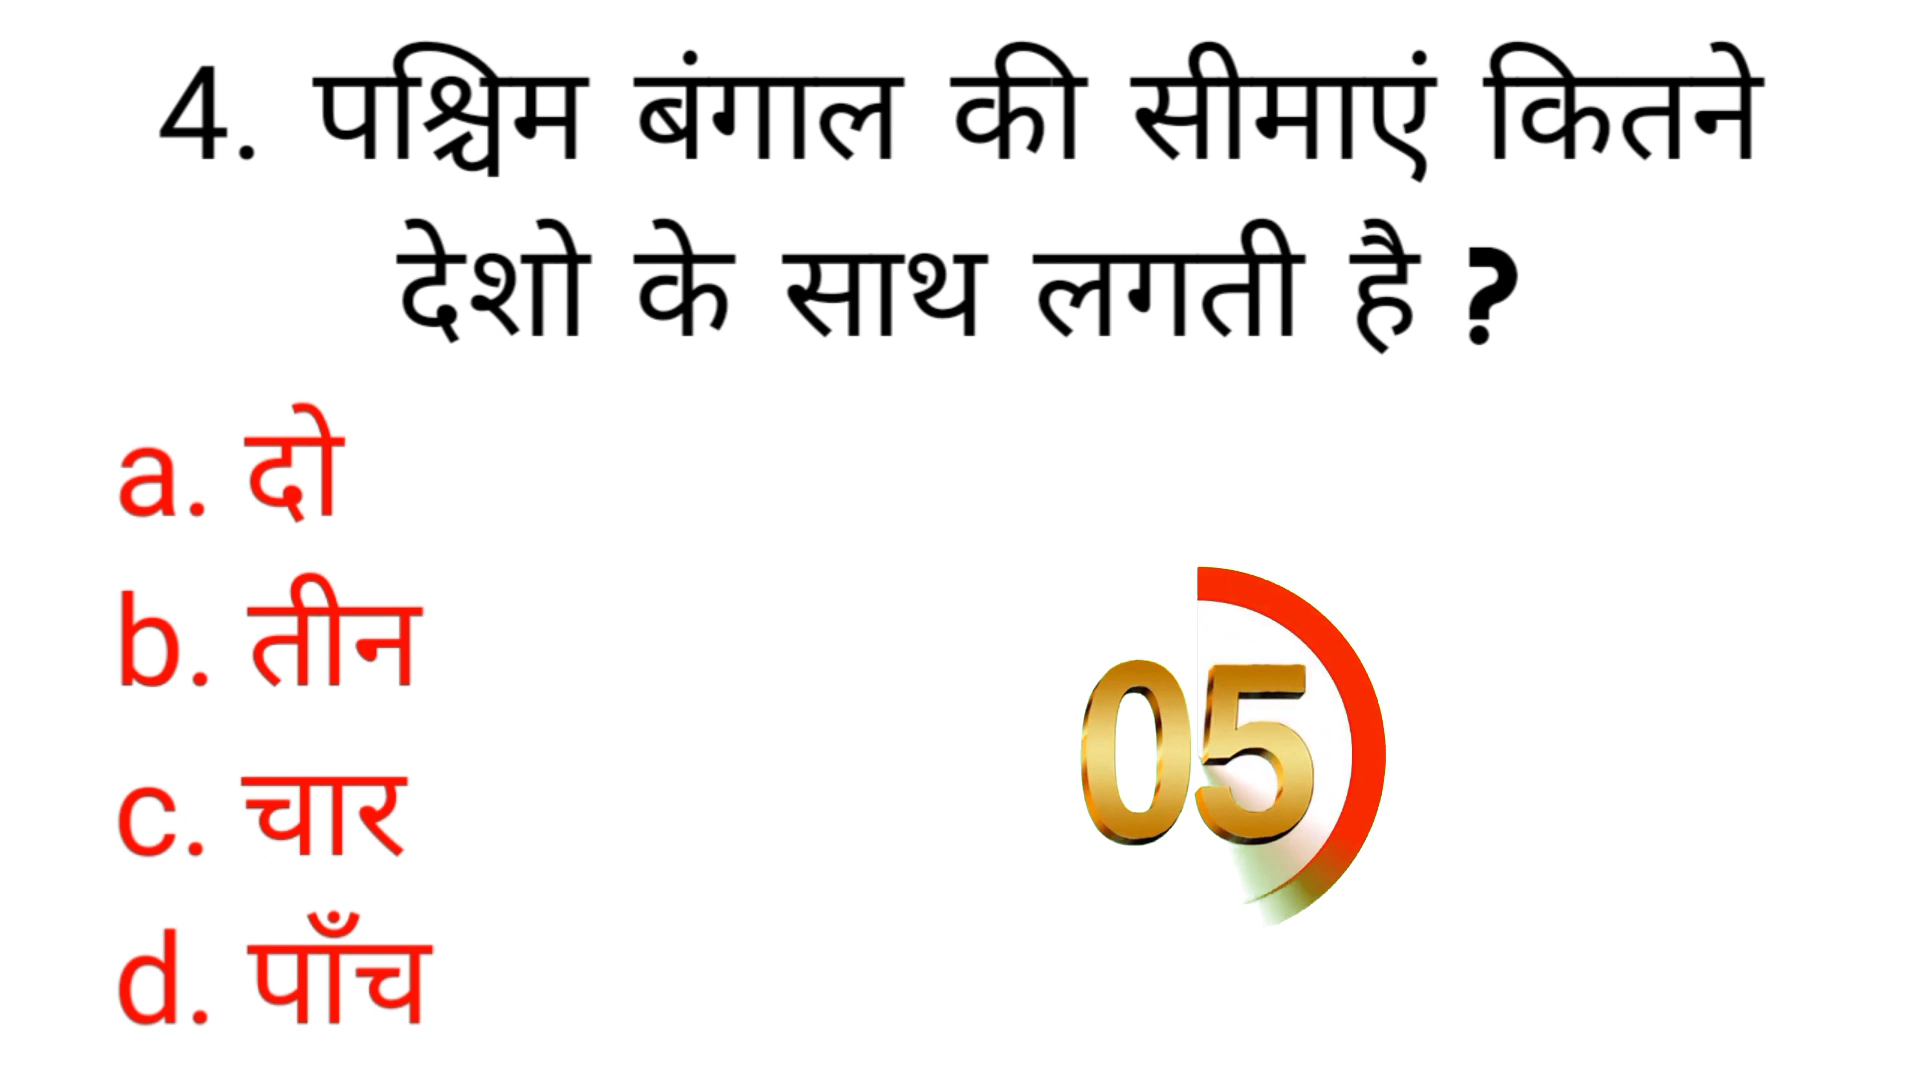 4. पश्चिम बंगाल की सीमाएं कितने
देशो के साथ लगती है ?
a. दो
b. तीन
c. चार
d. पाँच
05